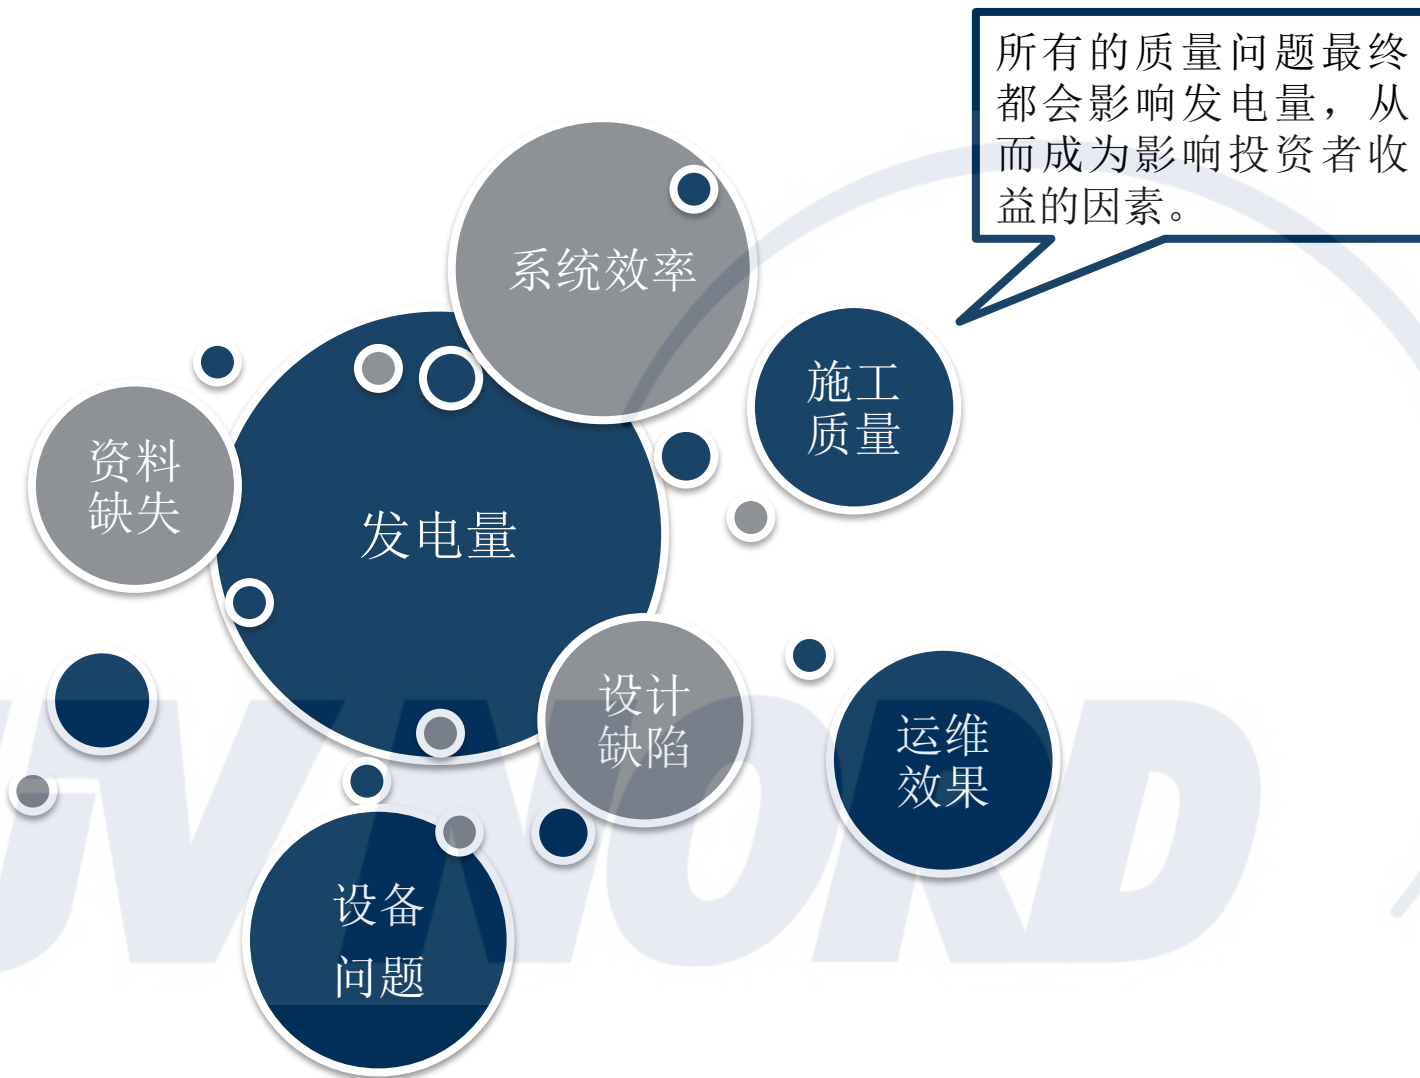 所有的质量问题最终
都会影响发电量，从
而成为影响投资者收
益的因素。
系统效率
施工
质量
资料
缺失
发电量
设计
缺陷
运维
效果
设备
问题
NORD